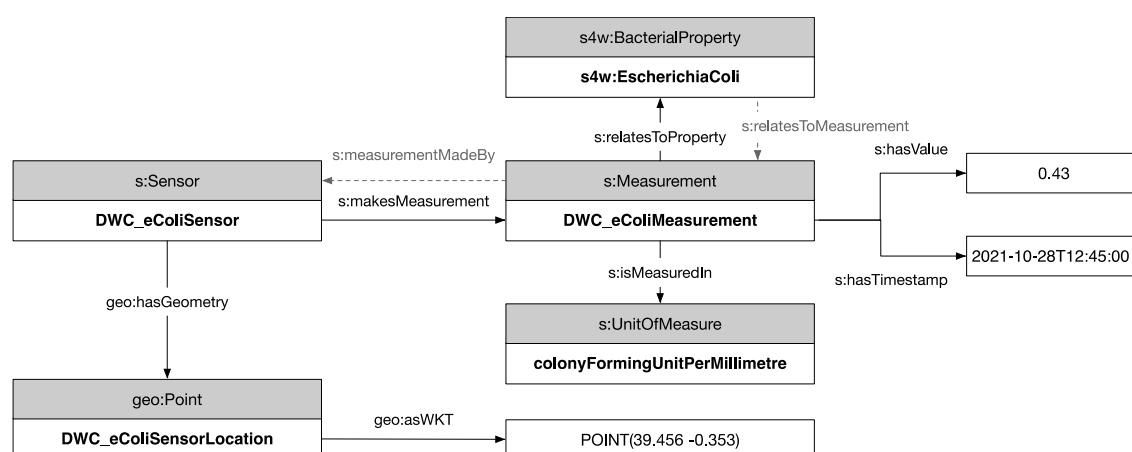 s4w:BacterialProperty
s4w:EscherichiaColi
s:relatesToProperty
s:relatesToMeasurement
s:measurementMadeBy
s:hasValue
s:Sensor
s:Measurement
0.43
s:makesMeasurement
DWC_eColiSensor
DWC_eColiMeasurement
2021-10-28T12:45:00
s:isMeasuredIn
s:hasTimestamp
geo:hasGeometry
s:UnitOfMeasure
colonyFormingUnitPerMillimetre
geo:Point
geo:asWKT
DWC_eColiSensorLocation
POINT(39.456 -0.353)